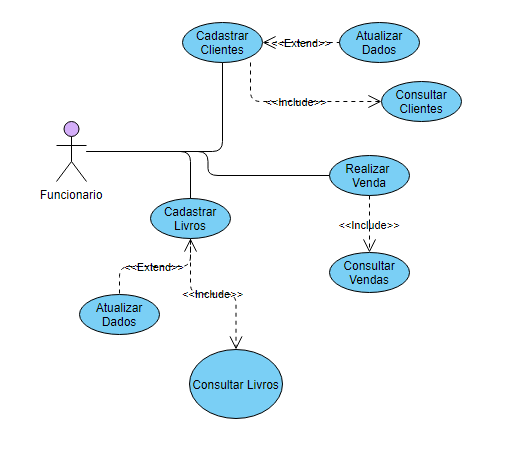 Cadastrar
Clientes
<<Extend>>
Atualizar
Dados
Consultar
Clientes
<<Include>>
Funcionario
Realizar
Venda
Cadastrar
Livros
<<Include>>
<<Extend>>
Consultar
Vendas
<<Include>>
Atualizar
Dados
Consultar Livros